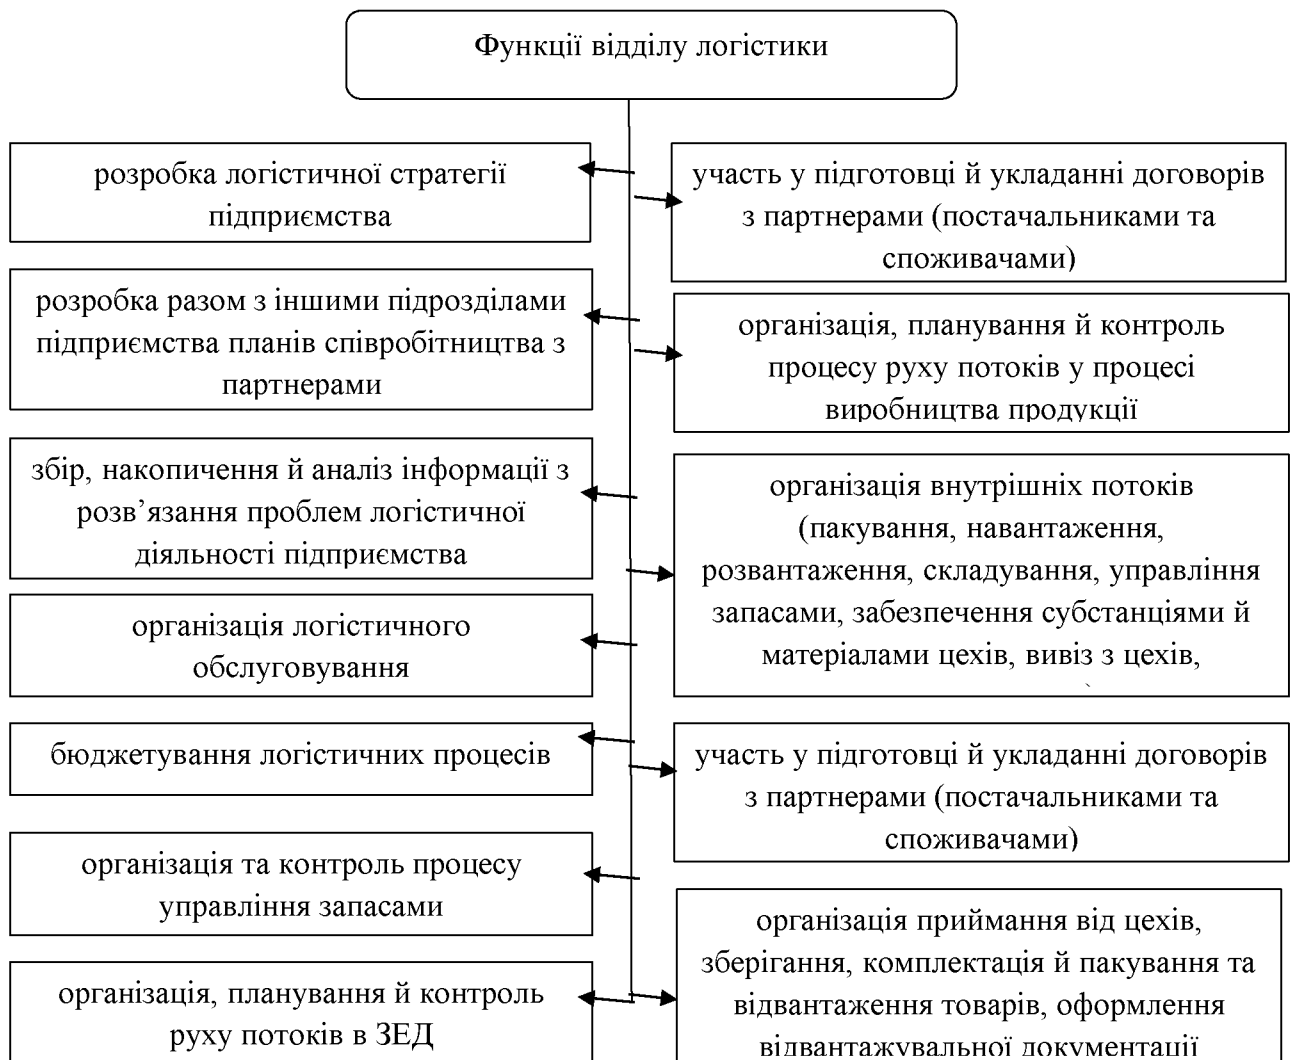 Функції відділу логістики
розробка логістичної стратегії
підприємства
розробка разом з іншими підрозділами
підприємства планів співробітництва з
партнерами
збір, накопичення й аналіз інформації з
розв’язання проблем логістичної
діяльності підприємства
організація логістичного
обслуговування
бюджетування логістичних процесів
організація та контроль процесу
управління запасами
організація, планування й контроль
руху потоків в ЗЕД
участь у підготовці й укладанні договорів
з партнерами (постачальниками та
споживачами)
організація, планування й контроль
процесу руху потоків у процесі
виробництва продукції
організація внутрішніх потоків
(пакування, навантаження,
розвантаження, складування, управління
запасами, забезпечення субстанціями й
матеріалами цехів, вивіз з цехів,
участь у підготовці й укладанні договорів
з партнерами (постачальниками та
споживачами)
організація приймання від цехів,
зберігання, комплектація й пакування та
відвантаження товарів, оформлення
відвантажувальної документації